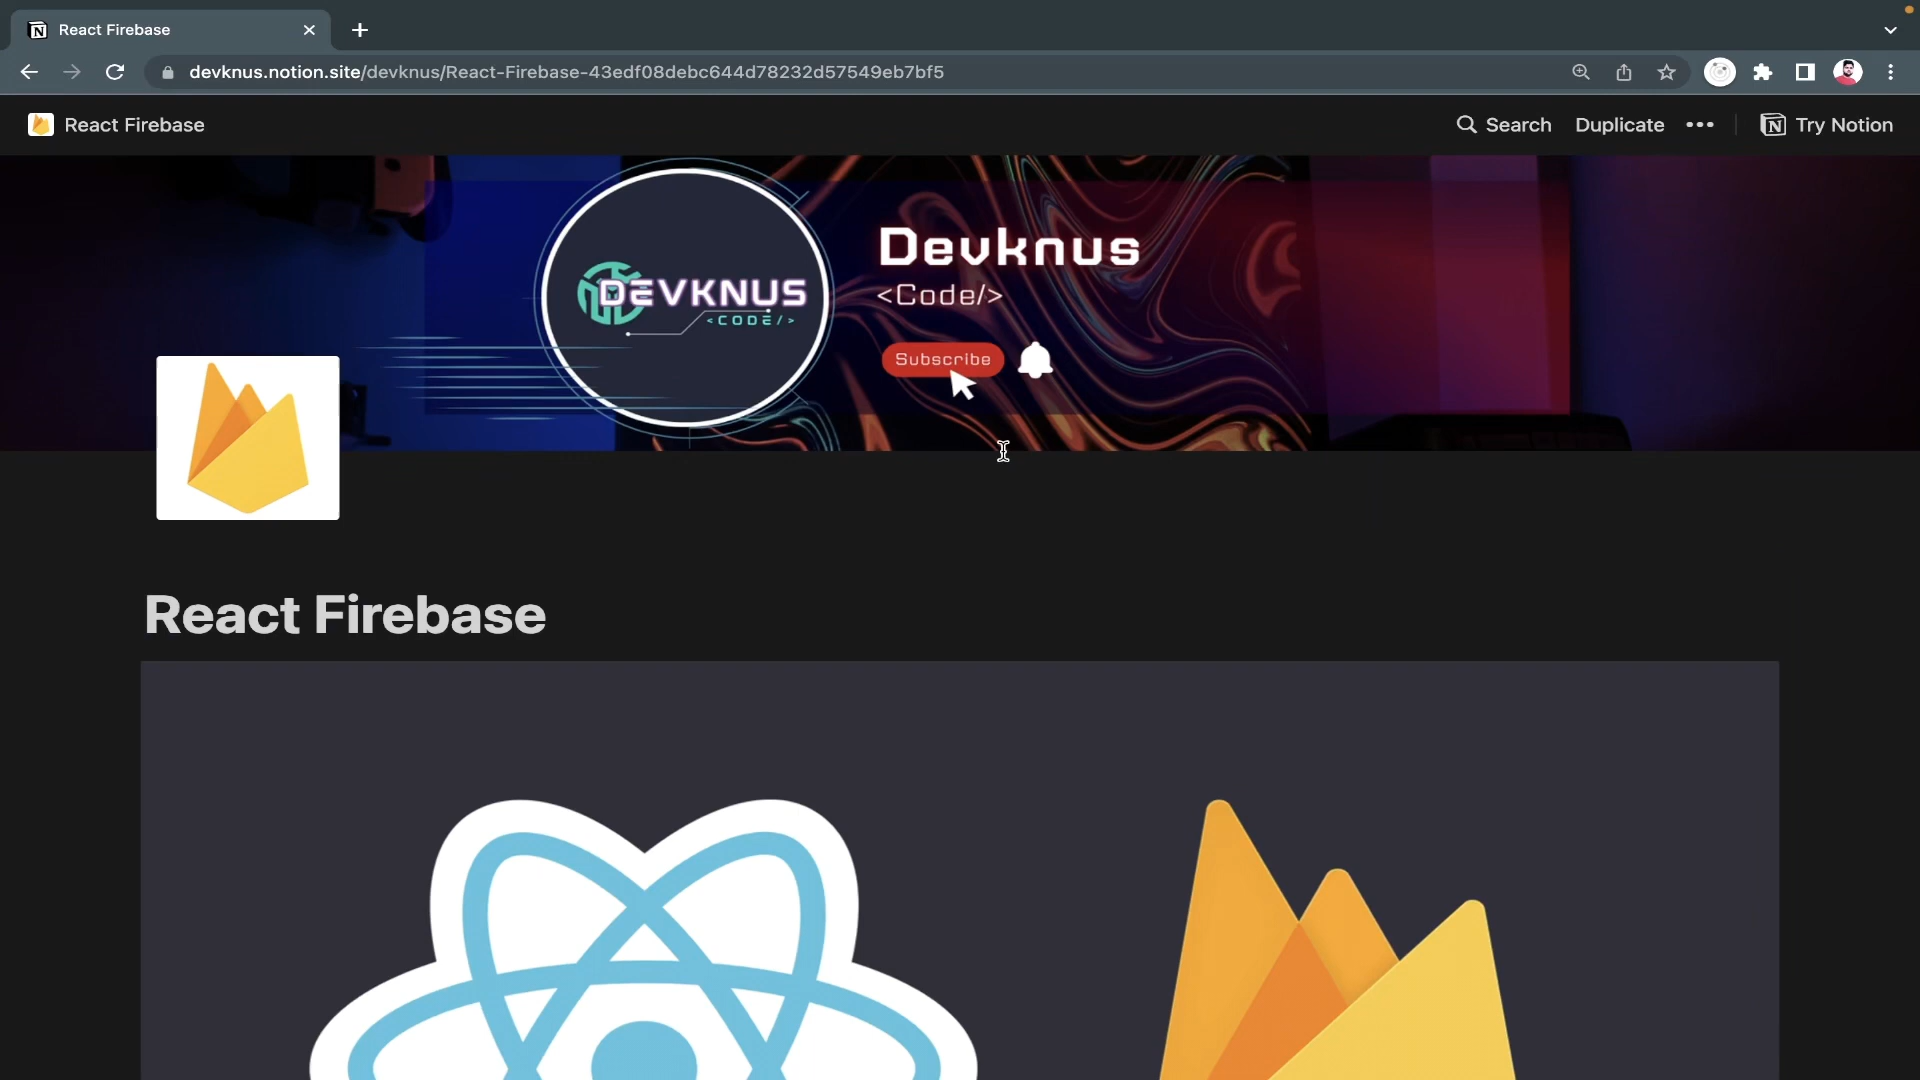 React Firebase
devknus.notion.site/devknus/React-Firebase-43edf08debc644d78232d57549eb7bf5
React Firebase
Search
Duplicate
Try Notion
DEVKNUS
<CODE/>
Devknus
<Code/>
Subscribe
React Firebase